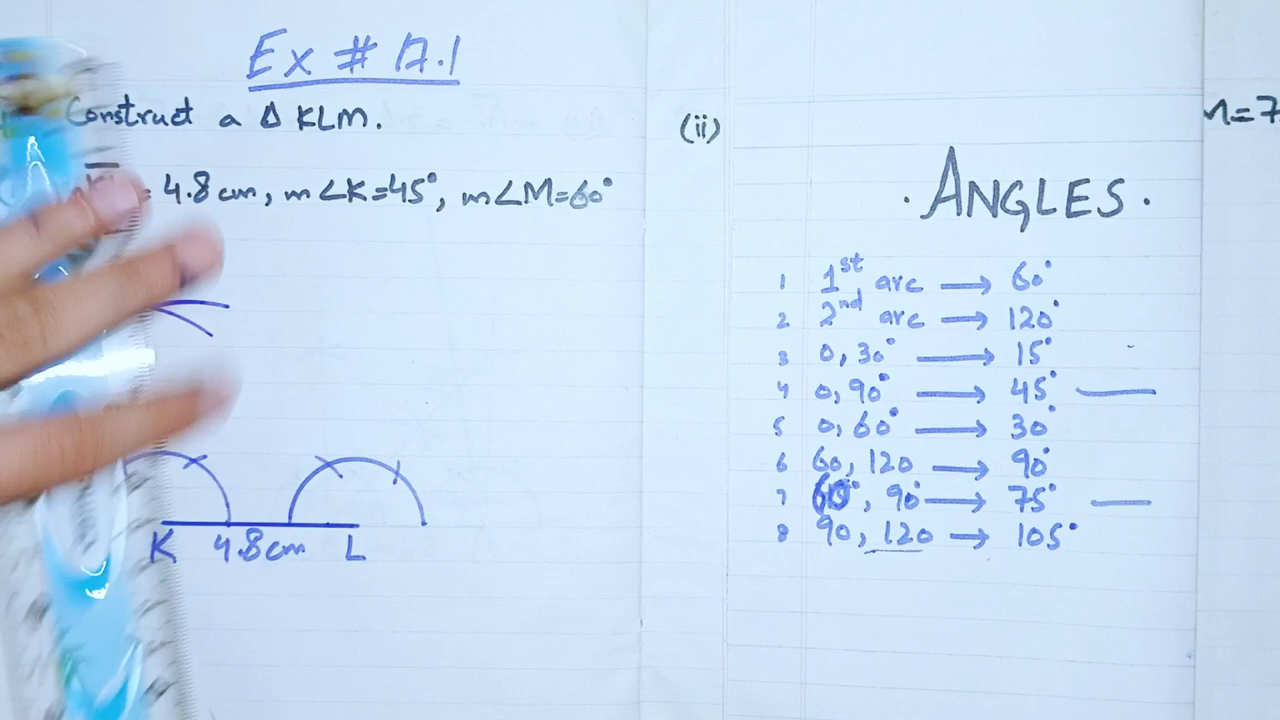 Ex # 17.1
Construct a Δ KLM.
= 4.8 cm, m∠K=45°, m∠M=60°
K 4.8cm L
(ii)
. ANGLES .
1 1st arc → 60°
2 2nd arc → 120°
3 0, 30° → 15°
4 0, 90° → 45°
5 0, 60° → 30°
6 60, 120 → 90°
7 60°, 90° → 75°
8 90, 120 → 105°
M=7